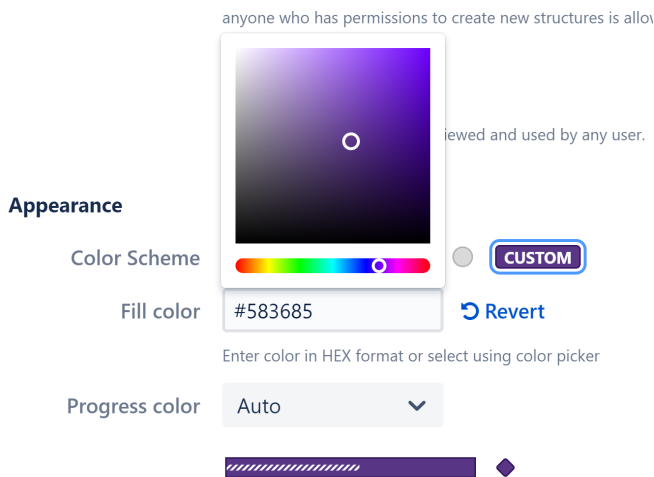 anyone who has permissions to create new structures is
iewed and used by any user.
Appearance
Color Scheme
CUSTOM
Fill color
#583685
Revert
Enter color in HEX format or select using color picker
Progress color
Auto